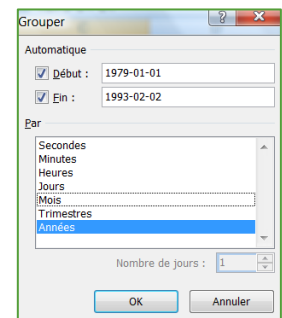 Grouper
Automatique
Début : 1979-01-01
Fin : 1993-02-02
Par
Secondes
Minutes
Heures
Jours
Mois
Trimestres
Années
Nombre de jours : 1
OK Annuler